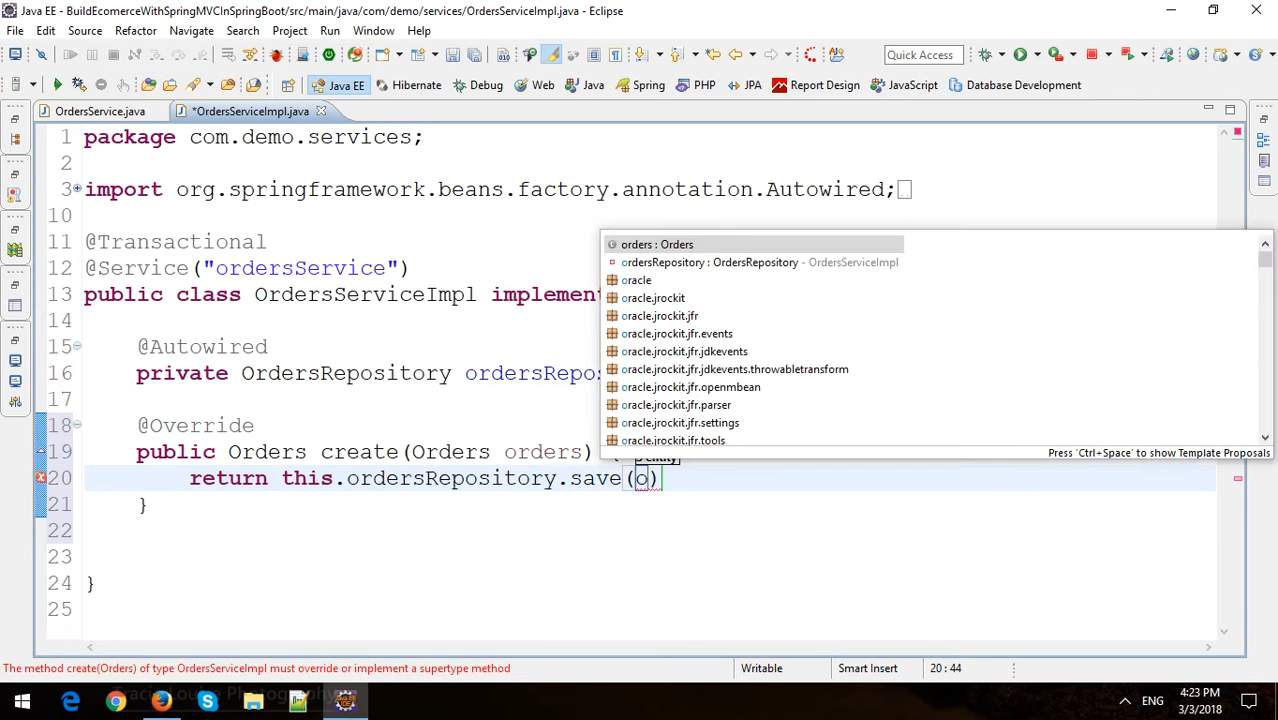 Java EE - BuildEcomerceWithSpringMVCInSpringBoot/src/main/java/com/demo/services/OrdersServiceImpl.java - Eclipse
File Edit Source Refactor Navigate Search Project Run Window Help
Quick Access
Java EE Hibernate Debug Web Java Spring PHP JPA Report Design JavaScript Database Development
OrdersService.java *OrdersServiceImpl.java
1 package com.demo.services;
2
3 import org.springframework.beans.factory.annotation.Autowired;
10
11 @Transactional
12 @Service("ordersService")
13 public class OrdersServiceImpl implement
14
15 @Autowired
16 private OrdersRepository ordersRepos
17
18 @Override
19 public Orders create(Orders orders) {
20 return this.ordersRepository.save(o)
21 }
22
23
24 }
25
orders : Orders
ordersRepository : OrdersRepository - OrdersServiceImpl
oracle
oracle.jrockit
oracle.jrockit.jfr
oracle.jrockit.jfr.events
oracle.jrockit.jfr.jdkevents
oracle.jrockit.jfr.jdkevents.throwabletransform
oracle.jrockit.jfr.openmbean
oracle.jrockit.jfr.parser
oracle.jrockit.jfr.settings
oracle.jrockit.jfr.tools
Press 'Ctrl+Space' to show Template Proposals
The method create(Orders) of type OrdersServiceImpl must override or implement a supertype method
Writable Smart Insert 20 : 44
Tracie Louise Photography
ENG
4:23 PM
3/3/2018